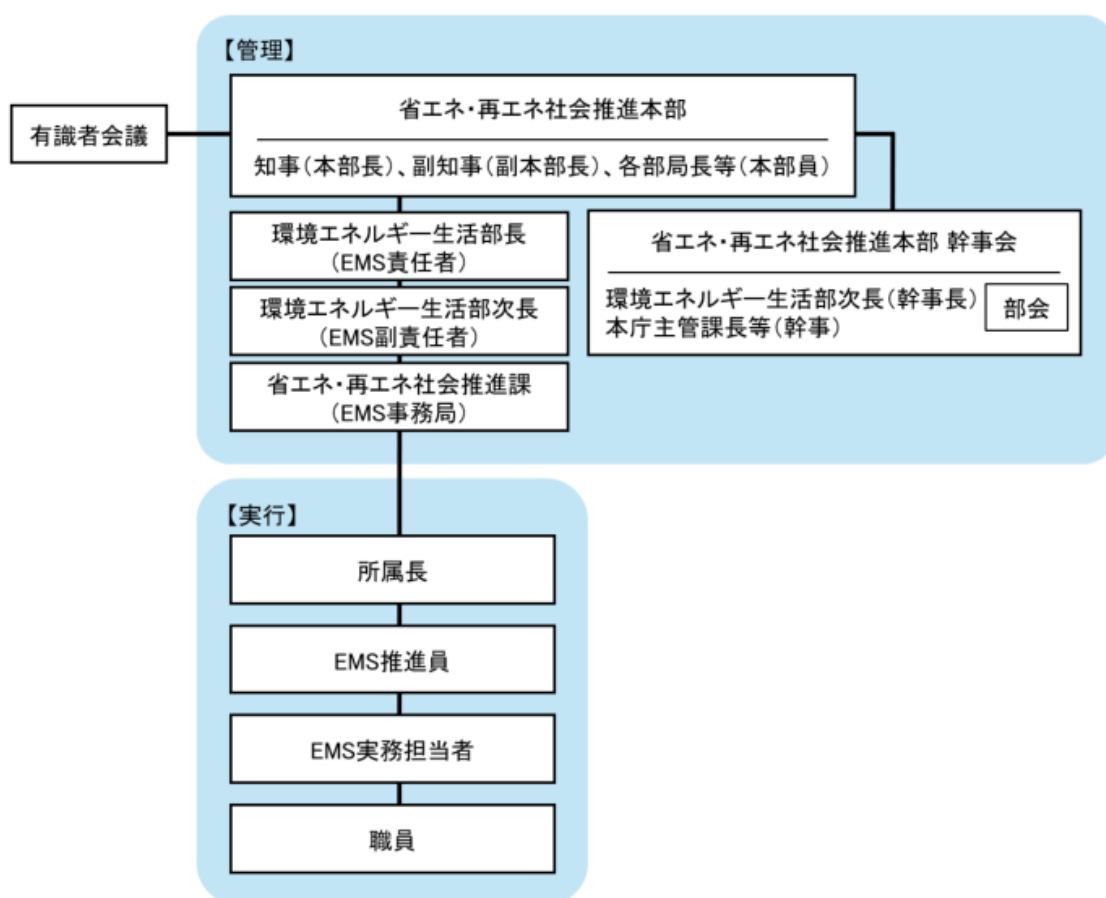 【管理】
有識者会議
省エネ・再エネ社会推進本部
知事(本部長)、副知事(副本部長)、各部局長等(本部員)
環境エネルギー生活部長
(EMS責任者)
環境エネルギー生活部次長
(EMS副責任者)
省エネ・再エネ社会推進課
(EMS事務局)
省エネ・再エネ社会推進本部 幹事会
環境エネルギー生活部次長(幹事長)
本庁主管課長等(幹事)
部会
【実行】
所属長
EMS推進員
EMS実務担当者
職員